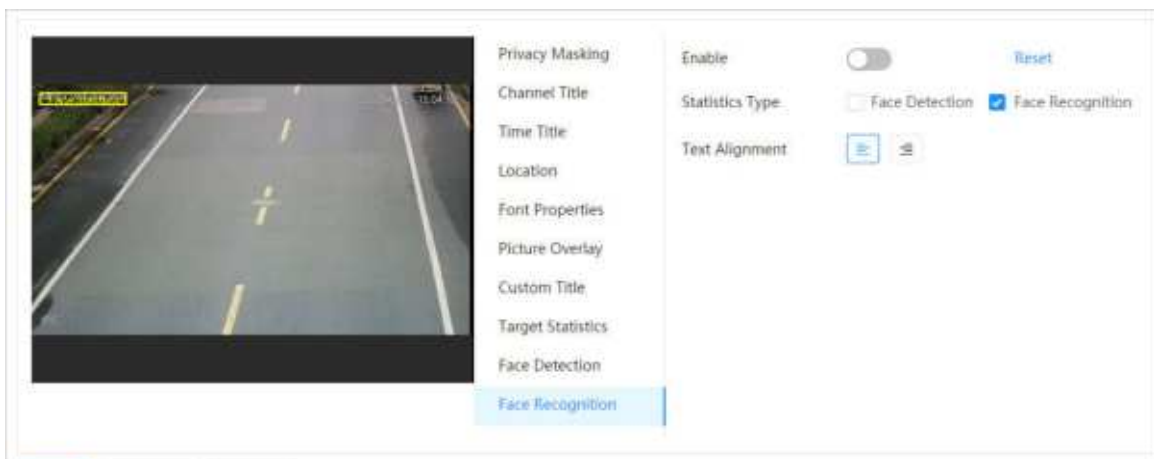 Privacy Masking
Channel Title
Time Title
Location
Font Properties
Picture Overlay
Custom Title
Target Statistics
Face Detection
Face Recognition
Enable
Reset
Statistics Type
Face Detection
Face Recognition
Text Alignment